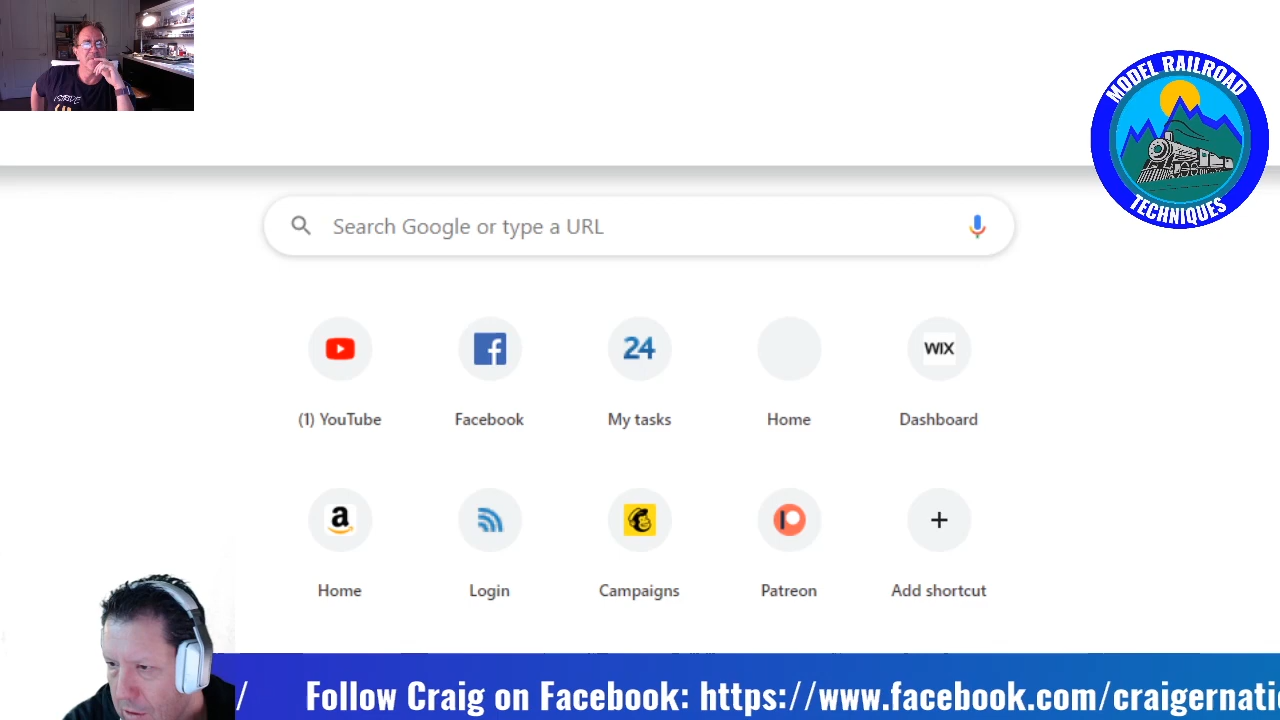 MODEL RAILROAD
TECHNIQUES
Search Google or type a URL
24
WIX
(1) YouTube
Facebook
My tasks
Home
Dashboard
a
Home
Login
Campaigns
Patreon
Add shortcut
/ Follow Craig on Facebook: https://www.facebook.com/craigernati